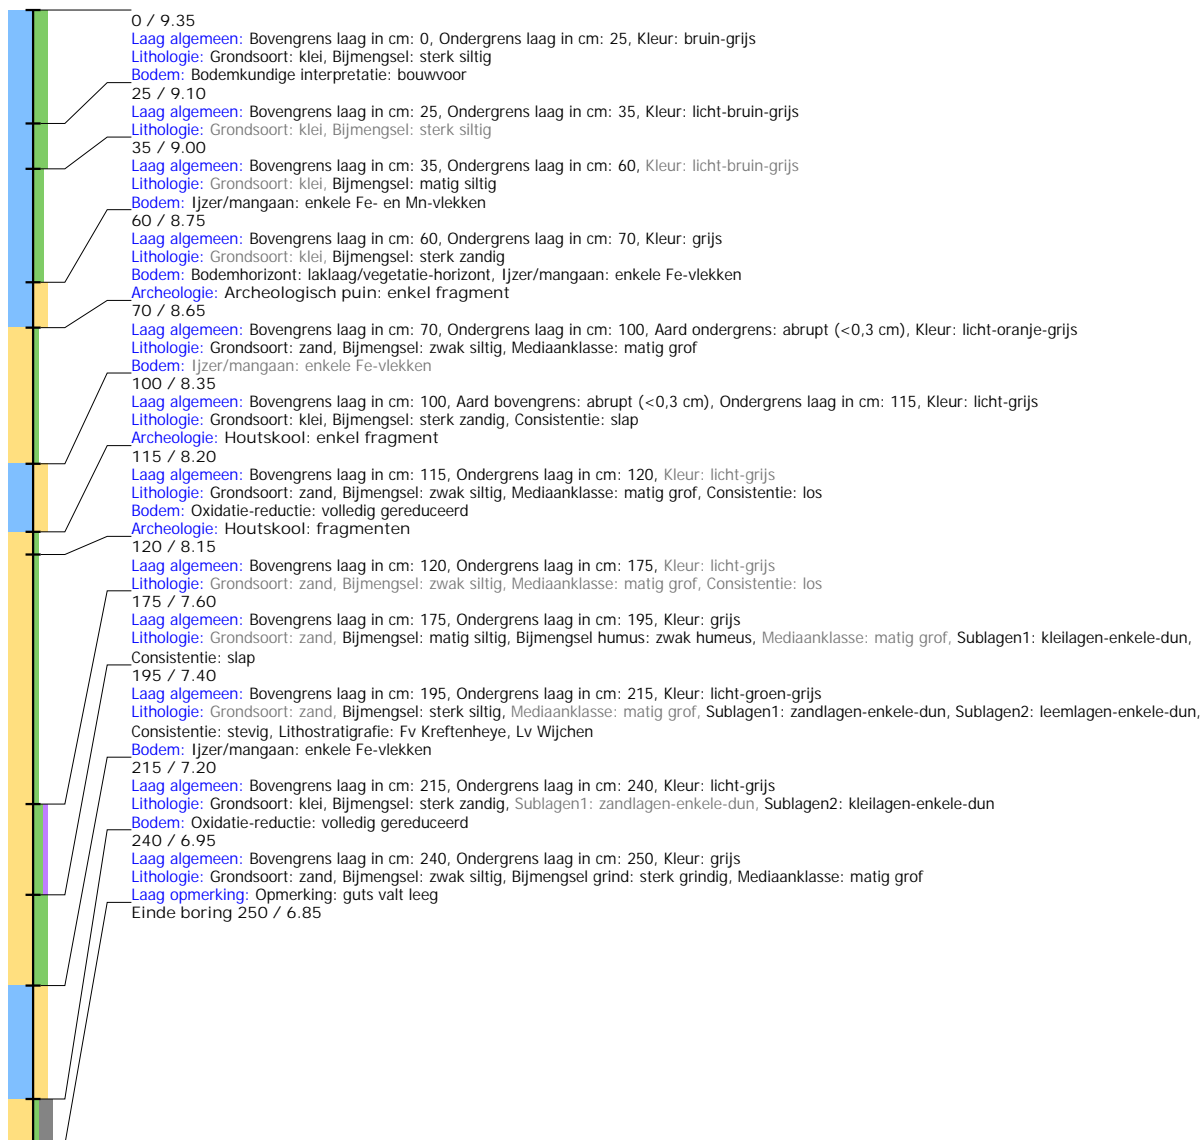 0 / 9.35
Laag algemeen: Bovengrens laag in cm: 0, Ondergrens laag in cm: 25, Kleur: bruin-grijs
Lithologie: Grondsoort: klei, Bijmengsel: sterk siltig
Bodem: Bodemkundige interpretatie: bouwvoor
25 / 9.10
Laag algemeen: Bovengrens laag in cm: 25, Ondergrens laag in cm: 35, Kleur: licht-bruin-grijs
Lithologie: Grondsoort: klei, Bijmengsel: sterk siltig
35 / 9.00
Laag algemeen: Bovengrens laag in cm: 35, Ondergrens laag in cm: 60, Kleur: licht-bruin-grijs
Lithologie: Grondsoort: klei, Bijmengsel: matig siltig
Bodem: Ijzer/mangaan: enkele Fe- en Mn-vlekken
60 / 8.75
Laag algemeen: Bovengrens laag in cm: 60, Ondergrens laag in cm: 70, Kleur: grijs
Lithologie: Grondsoort: klei, Bijmengsel: sterk zandig
Bodem: Bodemhorizont: laklaag/vegetatie-horizont, Ijzer/mangaan: enkele Fe-vlekken
Archeologie: Archeologisch puin: enkel fragment
70 / 8.65
Laag algemeen: Bovengrens laag in cm: 70, Ondergrens laag in cm: 100, Aard ondergrens: abrupt (<0,3 cm), Kleur: licht-oranje-grijs
Lithologie: Grondsoort: zand, Bijmengsel: zwak siltig, Mediaanklasse: matig grof
Bodem: Ijzer/mangaan: enkele Fe-vlekken
100 / 8.35
Laag algemeen: Bovengrens laag in cm: 100, Aard bovengrens: abrupt (<0,3 cm), Ondergrens laag in cm: 115, Kleur: licht-grijs
Lithologie: Grondsoort: klei, Bijmengsel: sterk zandig, Consistentie: slap
Archeologie: Houtskool: enkel fragment
115 / 8.20
Laag algemeen: Bovengrens laag in cm: 115, Ondergrens laag in cm: 120, Kleur: licht-grijs
Lithologie: Grondsoort: zand, Bijmengsel: zwak siltig, Mediaanklasse: matig grof, Consistentie: los
Bodem: Oxidatie-reductie: volledig gereduceerd
Archeologie: Houtskool: fragmenten
120 / 8.15
Laag algemeen: Bovengrens laag in cm: 120, Ondergrens laag in cm: 175, Kleur: licht-grijs
Lithologie: Grondsoort: zand, Bijmengsel: zwak siltig, Mediaanklasse: matig grof, Consistentie: los
175 / 7.60
Laag algemeen: Bovengrens laag in cm: 175, Ondergrens laag in cm: 195, Kleur: grijs
Lithologie: Grondsoort: zand, Bijmengsel: matig siltig, Bijmengsel humus: zwak humeus, Mediaanklasse: matig grof, Sublagen1: kleilagen-enkele-dun,
Consistentie: slap
195 / 7.40
Laag algemeen: Bovengrens laag in cm: 195, Ondergrens laag in cm: 215, Kleur: licht-groen-grijs
Lithologie: Grondsoort: zand, Bijmengsel: sterk siltig, Mediaanklasse: matig grof, Sublagen1: zandlagen-enkele-dun, Sublagen2: leemlagen-enkele-dun,
Consistentie: stevig, Lithostratigrafie: Fv Kreftenheye, Lv Wijchen
Bodem: Ijzer/mangaan: enkele Fe-vlekken
215 / 7.20
Laag algemeen: Bovengrens laag in cm: 215, Ondergrens laag in cm: 240, Kleur: licht-grijs
Lithologie: Grondsoort: klei, Bijmengsel: sterk zandig, Sublagen1: zandlagen-enkele-dun, Sublagen2: kleilagen-enkele-dun
Bodem: Oxidatie-reductie: volledig gereduceerd
240 / 6.95
Laag algemeen: Bovengrens laag in cm: 240, Ondergrens laag in cm: 250, Kleur: grijs
Lithologie: Grondsoort: zand, Bijmengsel: zwak siltig, Bijmengsel grind: sterk grindig, Mediaanklasse: matig grof
Laag opmerking: Opmerking: guts valt leeg
Einde boring 250 / 6.85